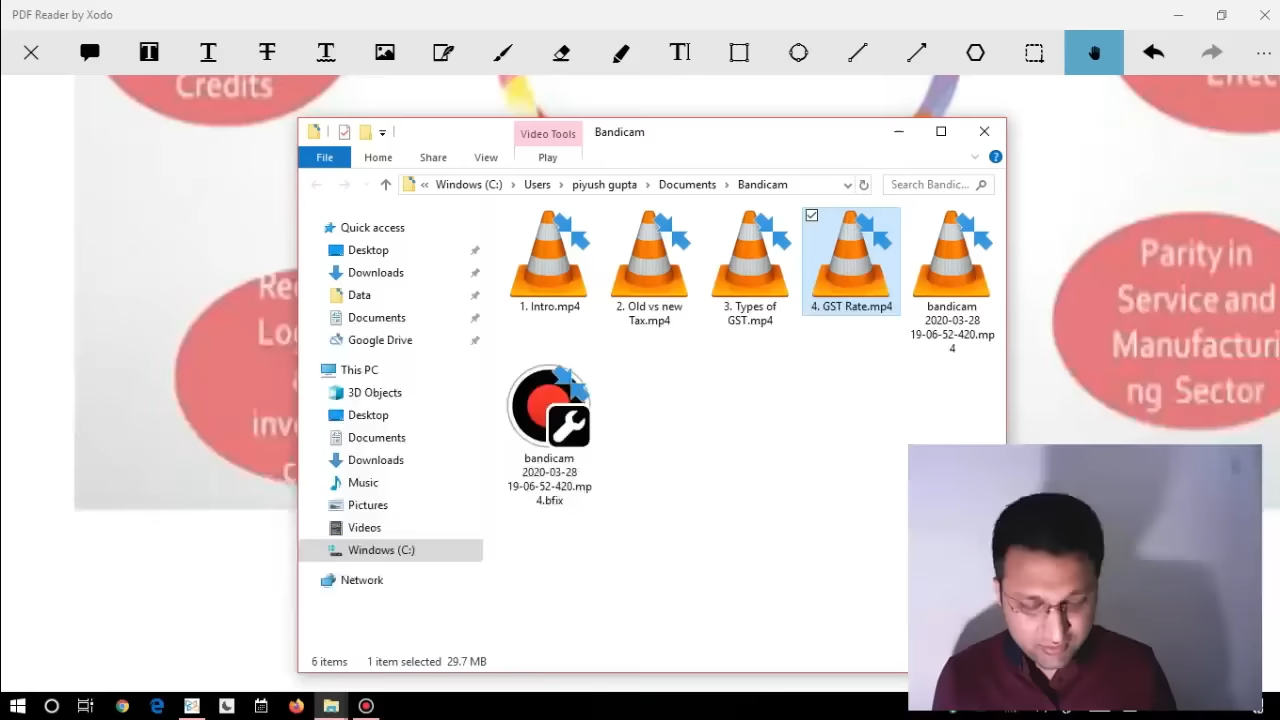 PDF Reader by Xodo
Credits
Effec
Video Tools
Bandicam
File
Home
Share
View
Play
Windows (C:)
Users
piyush gupta
Documents
Bandicam
Search Bandic...
Quick access
Desktop
Downloads
Data
Documents
Google Drive
This PC
3D Objects
Desktop
Documents
Downloads
Music
Pictures
Videos
Windows (C:)
Network
1. Intro.mp4
2. Old vs new
Tax.mp4
3. Types of
GST.mp4
4. GST Rate.mp4
bandicam
2020-03-28
19-06-52-420.mp
4
bandicam
2020-03-28
19-06-52-420.mp
4.bfix
Parity in
Service and
Manufacturi
ng Sector
6 items
1 item selected 29.7 MB